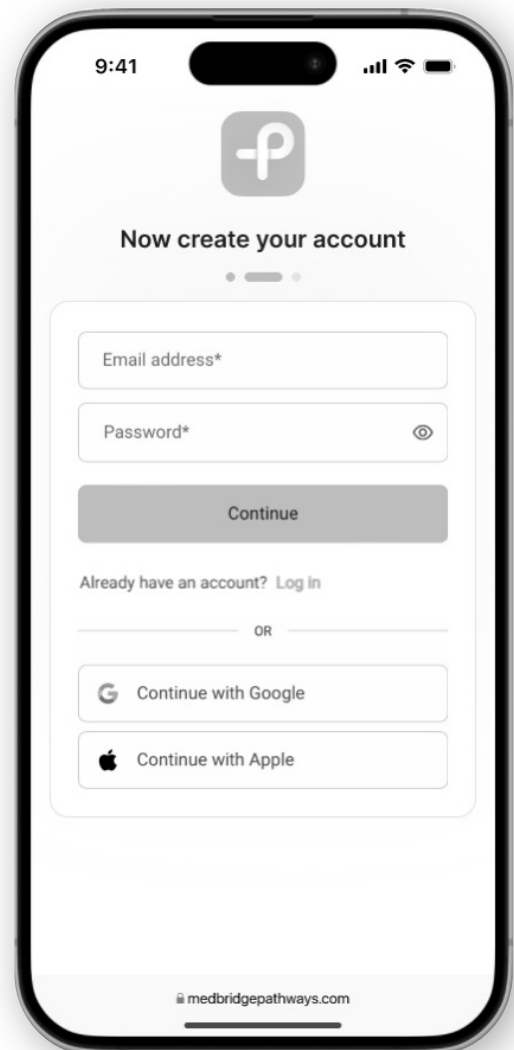 9:41
Now create your account
Email address*
Password*
Continue
Already have an account? Log in
OR
Continue with Google
Continue with Apple
medbridgepathways.com